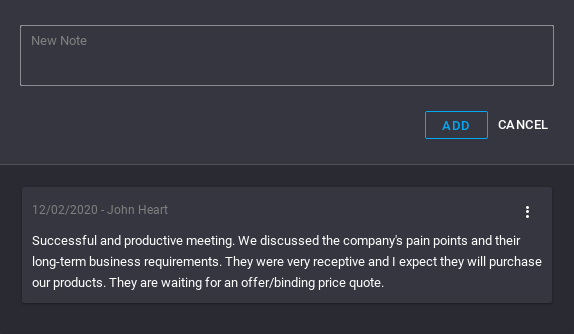 New Note
ADD CANCEL
12/02/2020 - John Heart
Successful and productive meeting. We discussed the company's pain points and their
long-term business requirements. They were very receptive and I expect they will purchase
our products. They are waiting for an offer/binding price quote.